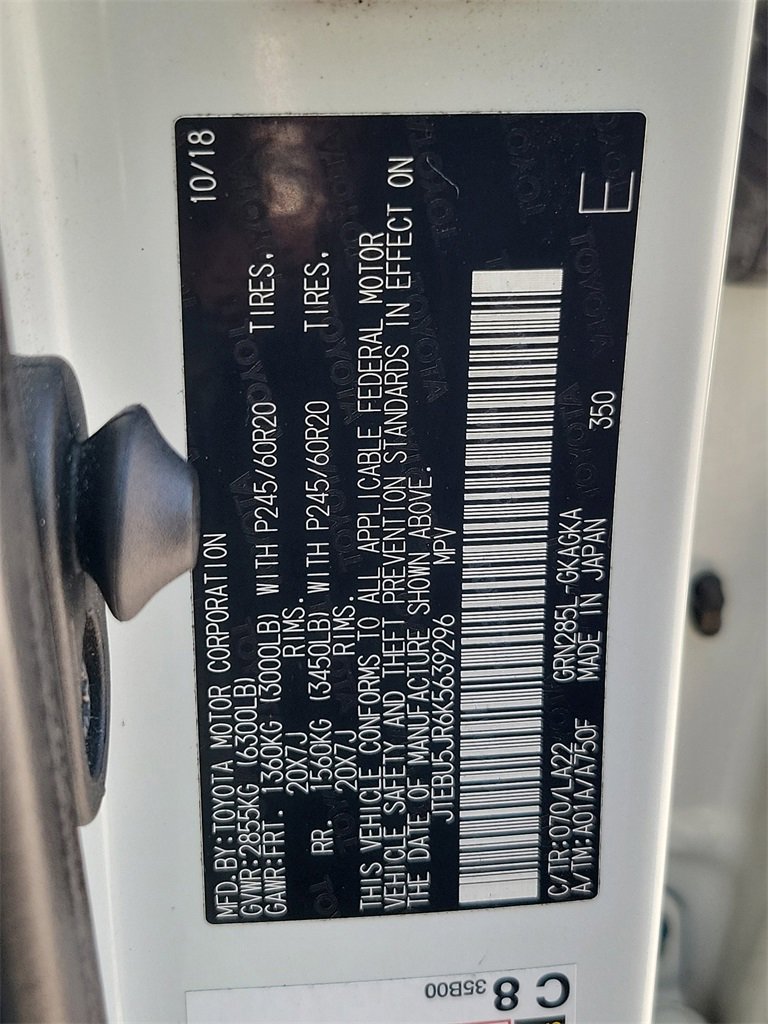 MFD.BY:TOYOTA MOTOR CORPORATION 10/18
GVWR:2855KG (6300LB)
GAWR:FRT. 1360KG (3000LB) WITH P245/60R20 TIRES,
20X7J RIMS.
RR. 1560KG (3450LB) WITH P245/60R20 TIRES,
20X7J RIMS.
THIS VEHICLE CONFORMS TO ALL APPLICABLE FEDERAL MOTOR
VEHICLE SAFETY AND THEFT PREVENTION STANDARDS IN EFFECT ON
THE DATE OF MANUFACTURE SHOWN ABOVE.
JTEBU5JR6K5639296 MPV
C/TR:070/LA22 GRN285L-GKAGKA
A/TM:A01A/A750F MADE IN JAPAN 350 E
C8
35B00